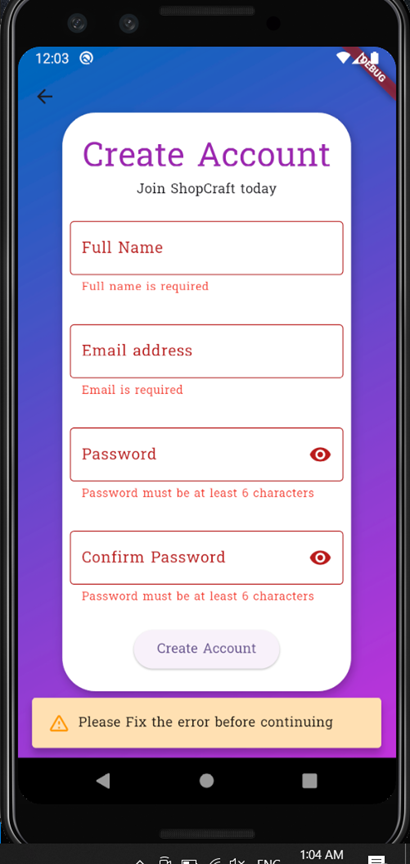 12:03
DEBUG
Create Account
Join ShopCraft today
Full Name
Full name is required
Email address
Email is required
Password
Password must be at least 6 characters
Confirm Password
Password must be at least 6 characters
Create Account
Please Fix the error before continuing
1:04 AM
ENG